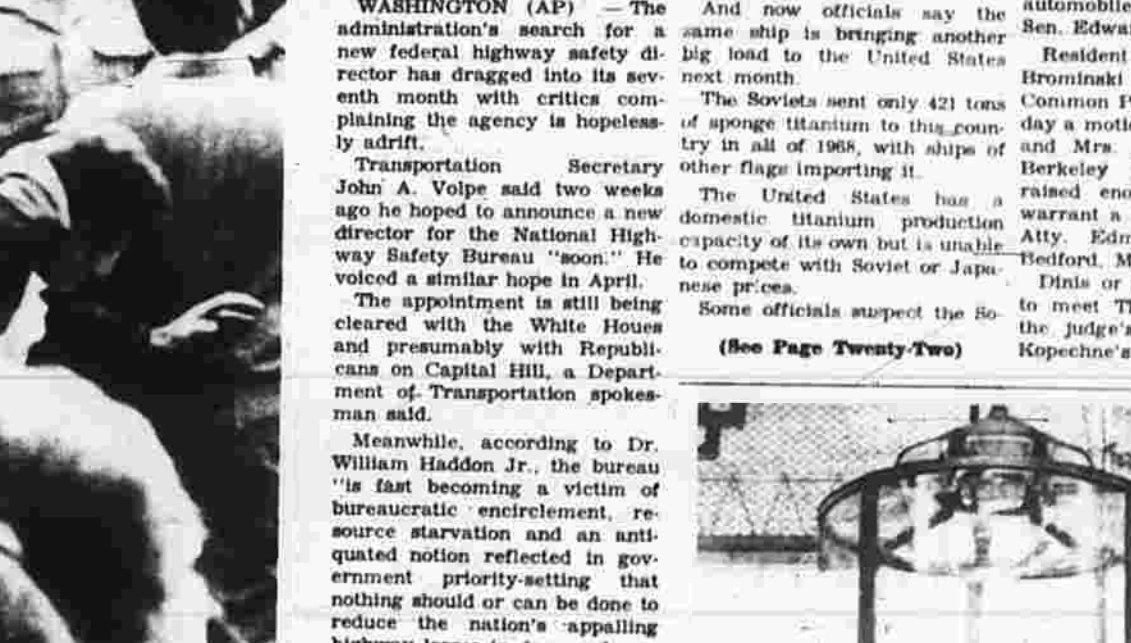 WASHINGTON (AP) — The
administration's search for a
new federal highway safety di-
rector has dragged into its sev-
enth month with critics com-
plaining the agency is hopeless-
ly adrift.
Transportation Secretary
John A. Volpe said two weeks
ago he hoped to announce a new
director for the National High-
way Safety Bureau "soon." He
voiced a similar hope in April.
The appointment is still being
cleared with the White Houes
and presumably with Republi-
cans on Capital Hill, a Depart-
ment of Transportation spokes-
man said.
Meanwhile, according to Dr.
William Haddon Jr., the bureau
"is fast becoming a victim of
bureaucratic encirclement, re-
source starvation and an anti-
quated notion reflected in gov-
ernment priority-setting that
nothing should or can be done to
reduce the nation's appalling
And now officials say the
same ship is bringing another
big load to the United States
next month.
The Soviets sent only 421 tons
of sponge titanium to this coun-
try in all of 1968, with ships of
other flags importing it.
The United States has a
domestic titanium production
capacity of its own but is unable
to compete with Soviet or Japa-
nese prices.
Some officials suspect the So-
(See Page Twenty-Two)
automobile
Sen. Edwa
Resident
Brominski
Common P
day a moti
and Mrs.
Berkeley
raised eno
warrant a
Atty. Edm
Bedford, M
Dinis or
to meet T
the judge's
Kopechne's